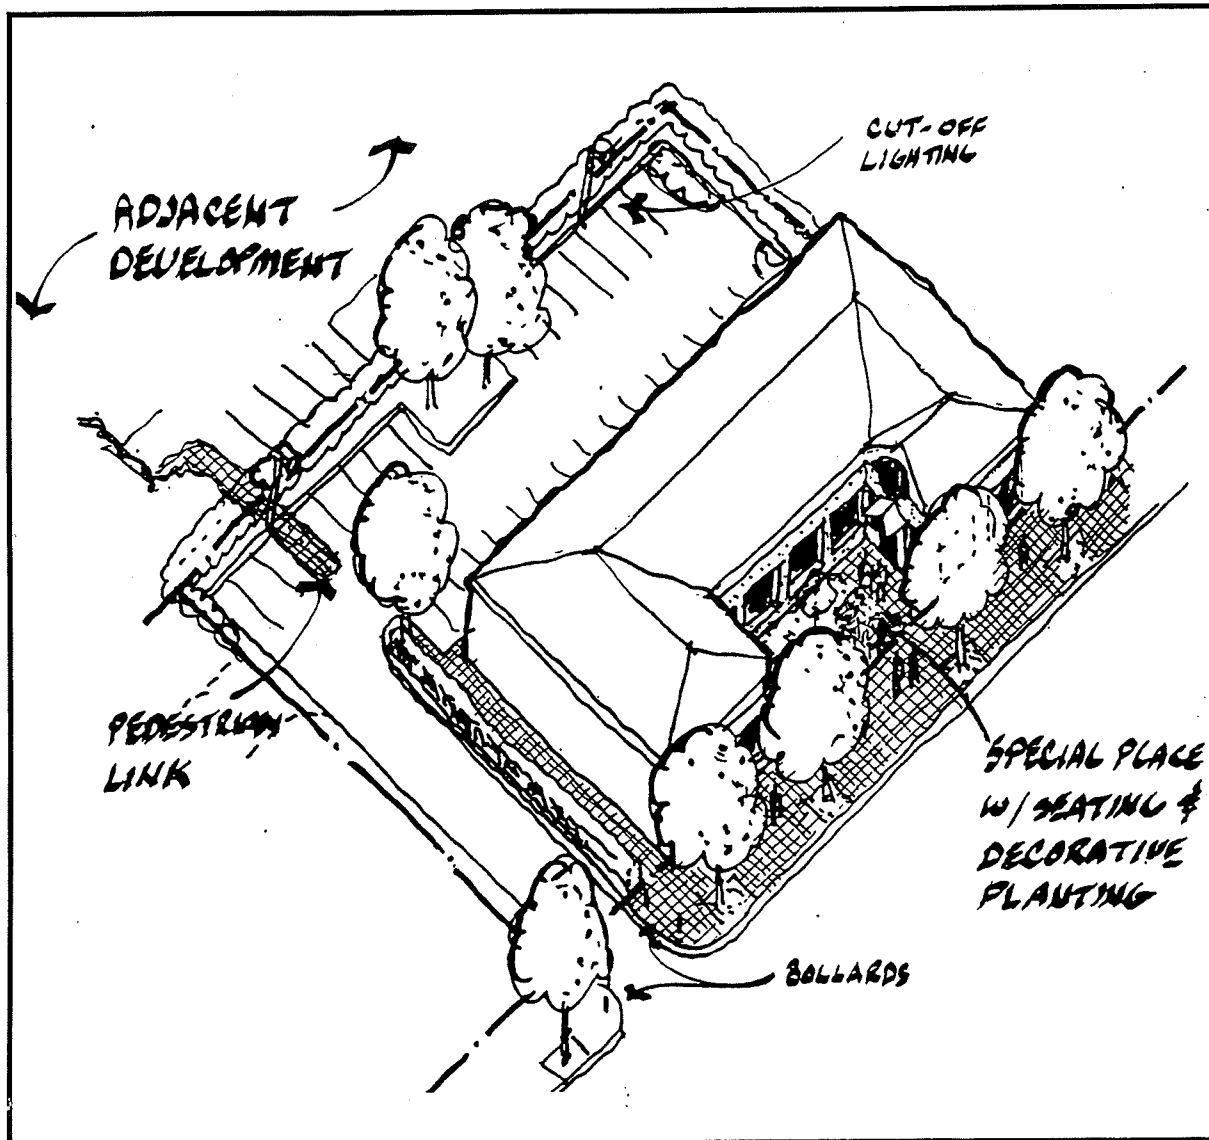 CUT-OFF
LIGHTING
ADJACENT
DEVELOPMENT
PEDESTRIAN
LINK
SPECIAL PLACE
W/ SEATING &
DECORATIVE
PLANTING
BOLLARDS